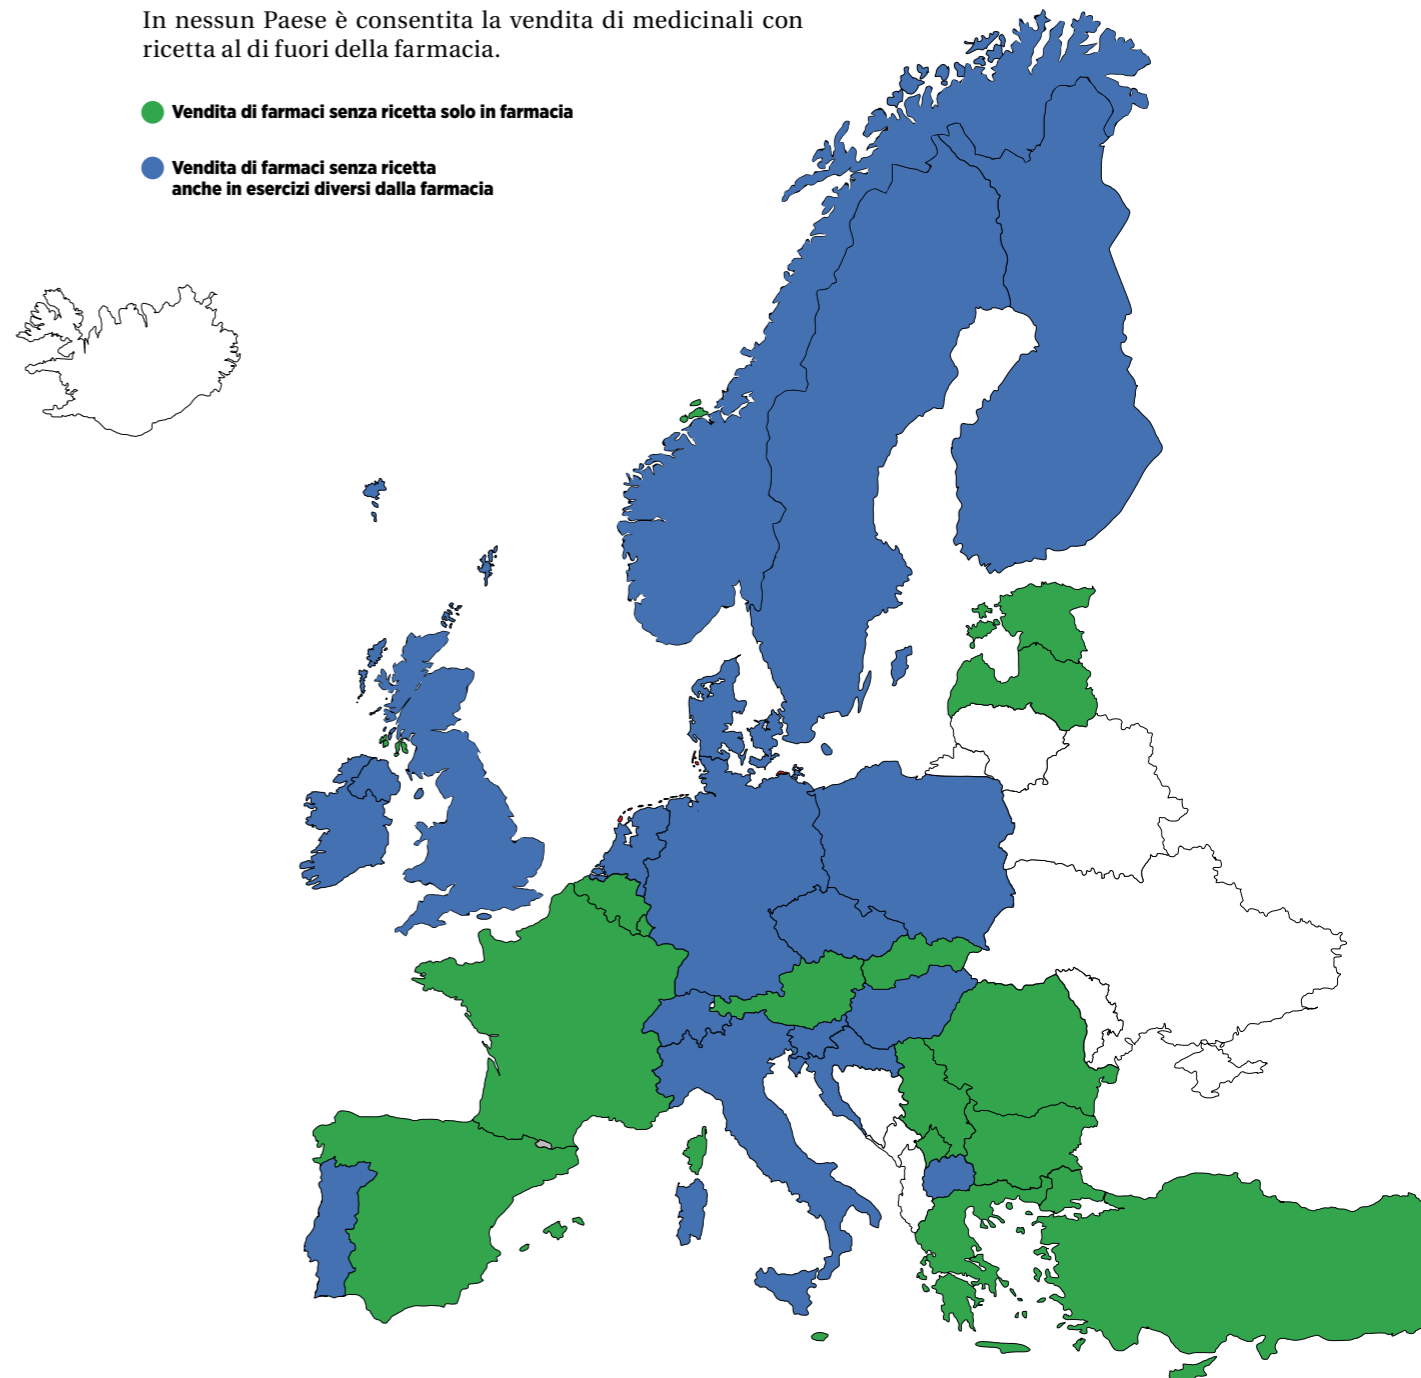 In nessun Paese è consentita la vendita di medicinali con
ricetta al di fuori della farmacia.
Vendita di farmaci senza ricetta solo in farmacia
Vendita di farmaci senza ricetta
anche in esercizi diversi dalla farmacia